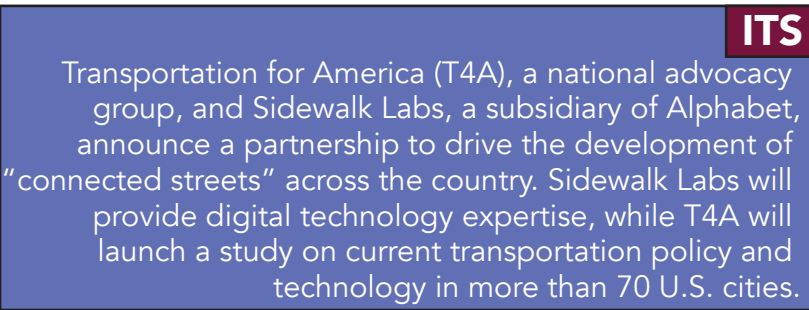 ITS
Transportation for America (T4A), a national advocacy
group, and Sidewalk Labs, a subsidiary of Alphabet,
announce a partnership to drive the development of
“connected streets” across the country. Sidewalk Labs will
provide digital technology expertise, while T4A will
launch a study on current transportation policy and
technology in more than 70 U.S. cities.